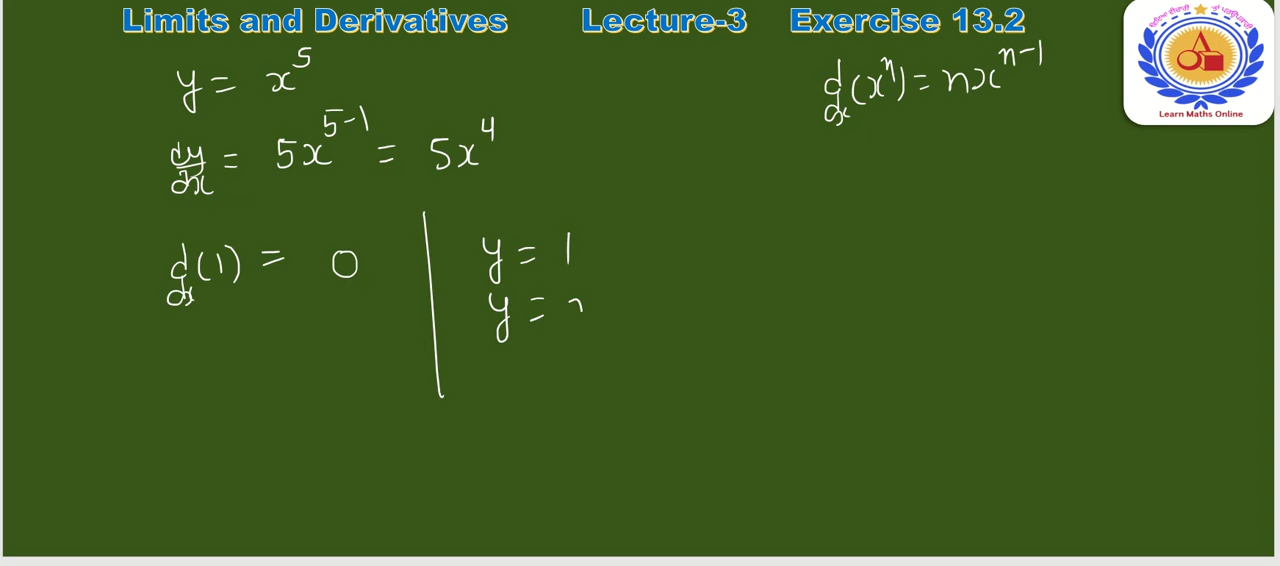 Limits and Derivatives Lecture-3 Exercise 13.2
y = x^5
d/dx (x^n) = nx^(n-1)
dy/dx = 5x^(5-1) = 5x^4
d/dx (1) = 0
y = 1
y =
Learn Maths Online